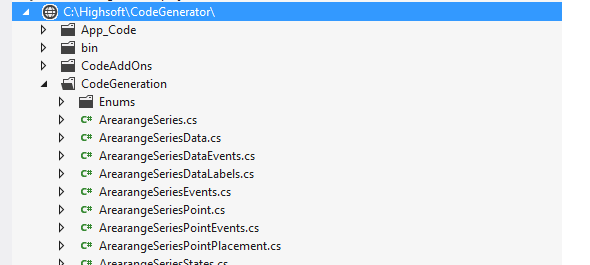 C:\Highsoft\CodeGenerator\
App_Code
bin
CodeAddOns
CodeGeneration
Enums
C# ArearangeSeries.cs
C# ArearangeSeriesData.cs
C# ArearangeSeriesDataEvents.cs
C# ArearangeSeriesDataLabels.cs
C# ArearangeSeriesEvents.cs
C# ArearangeSeriesPoint.cs
C# ArearangeSeriesPointEvents.cs
C# ArearangeSeriesPointPlacement.cs
C# ArearangeSeriesStates.cs